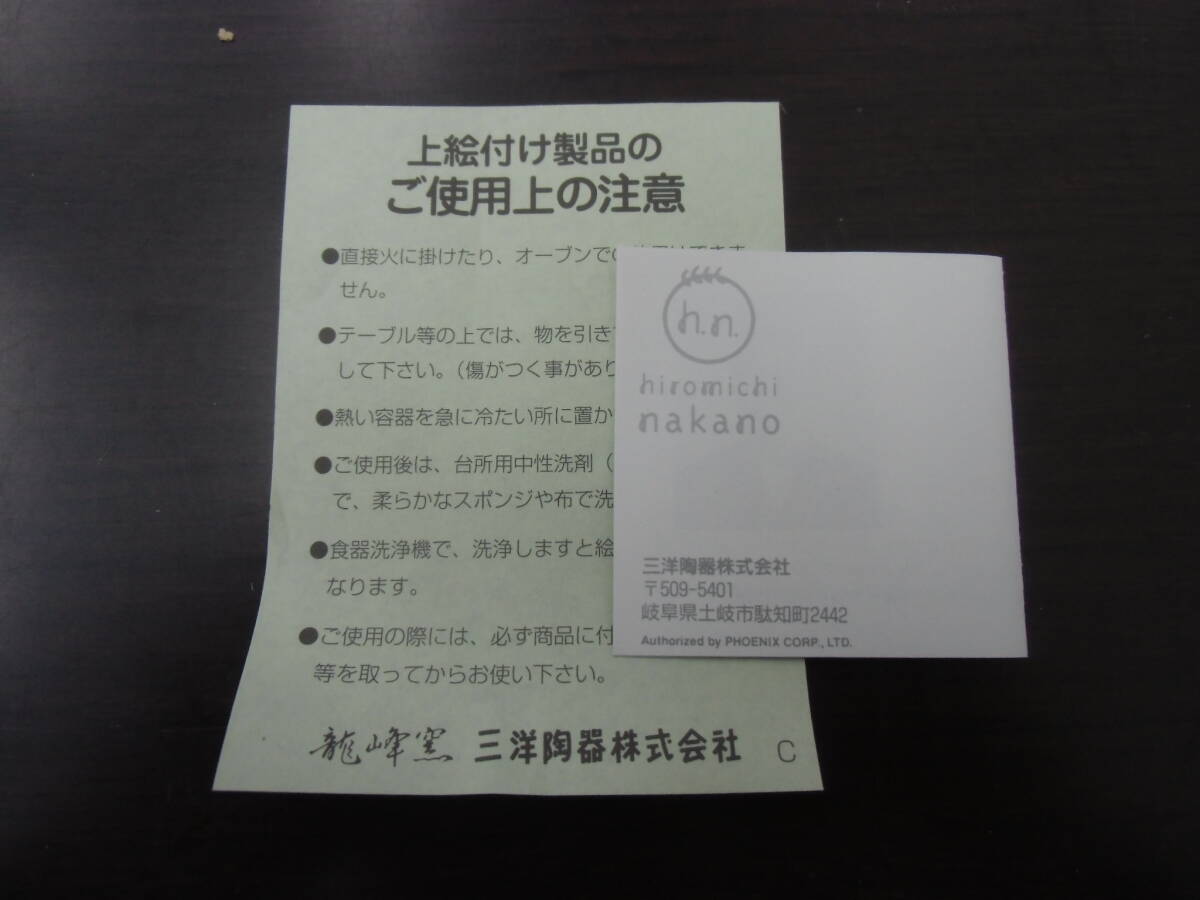 上絵付け製品の
ご使用上の注意
●直接火に掛けたり、オーブンでの
せん。
●テーブル等の上では、物を引き
して下さい。(傷がつく事があり
●熱い容器を急に冷たい所に置か
●ご使用後は、台所用中性洗剤(
で、柔らかなスポンジや布で洗
●食器洗浄機で、洗浄しますと絵
なります。
●ご使用の際には、必ず商品に付
等を取ってからお使い下さい。
龍峰窯 三洋陶器株式会社 C
h.n.
hiromichi
nakano
三洋陶器株式会社
〒509-5401
岐阜県土岐市駄知町2442
Authorized by PHOENIX CORP., LTD.